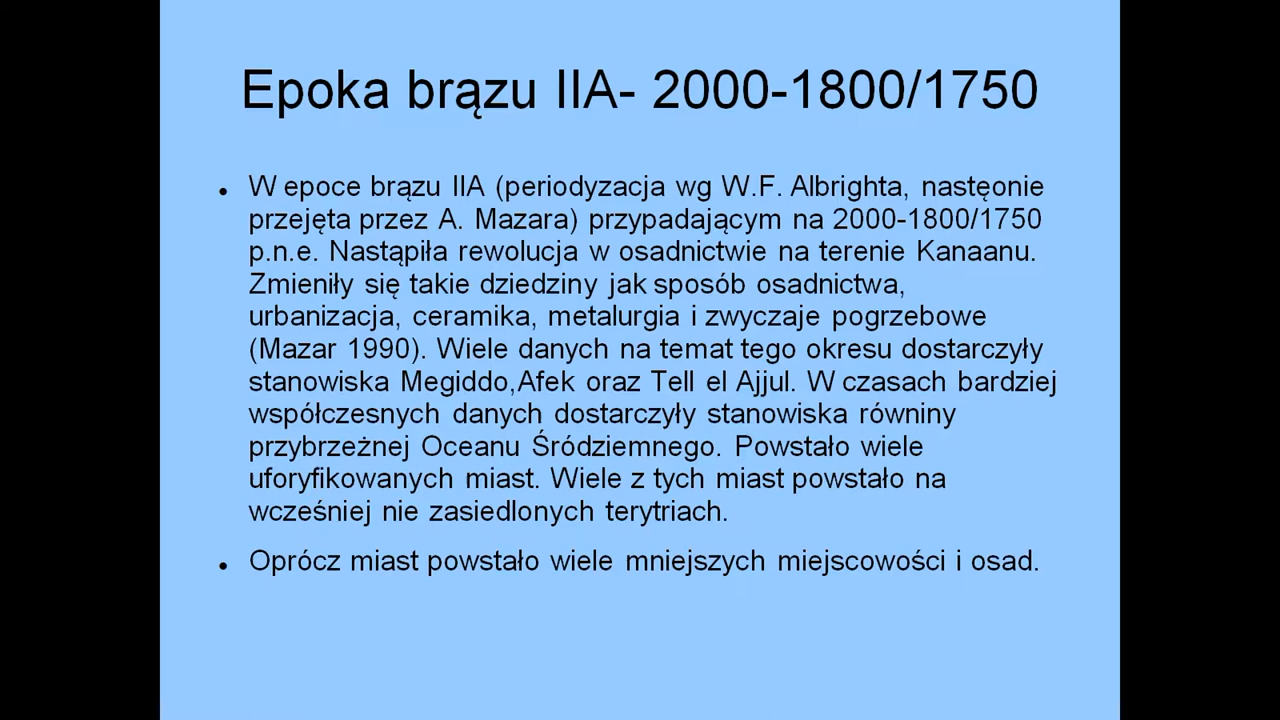 Epoka brązu IIA- 2000-1800/1750
● W epoce brązu IIA (periodyzacja wg W.F. Albrighta, nastęonie
przejęta przez A. Mazara) przypadającym na 2000-1800/1750
p.n.e. Nastąpiła rewolucja w osadnictwie na terenie Kanaanu.
Zmieniły się takie dziedziny jak sposób osadnictwa,
urbanizacja, ceramika, metalurgia i zwyczaje pogrzebowe
(Mazar 1990). Wiele danych na temat tego okresu dostarczyły
stanowiska Megiddo,Afek oraz Tell el Ajjul. W czasach bardziej
współczesnych danych dostarczyły stanowiska równiny
przybrzeżnej Oceanu Śródziemnego. Powstało wiele
uforyfikowanych miast. Wiele z tych miast powstało na
wcześniej nie zasiedlonych terytriach.
● Oprócz miast powstało wiele mniejszych miejscowości i osad.